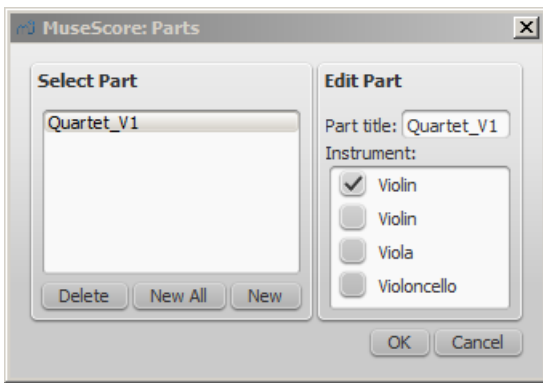 MuseScore: Parts
Select Part
Quartet_V1
Delete New All New
Edit Part
Part title: Quartet_V1
Instrument:
Violin
Violin
Viola
Violoncello
OK Cancel